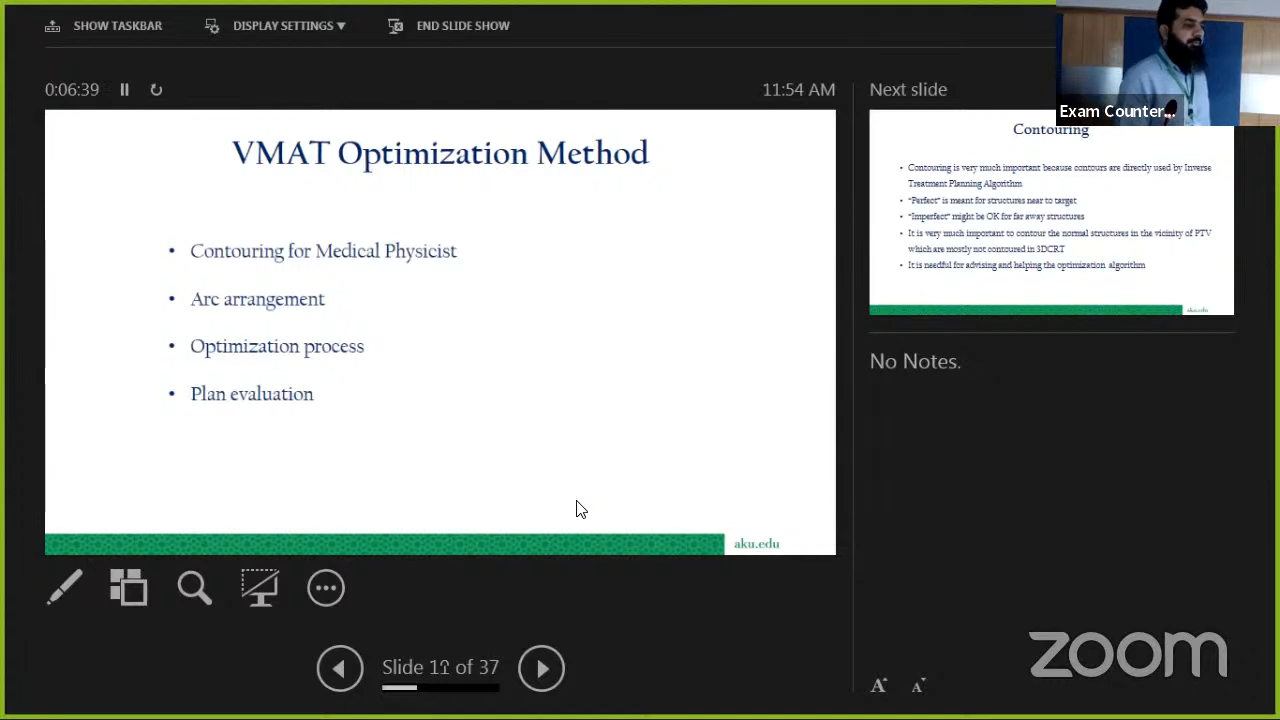 SHOW TASKBAR
DISPLAY SETTINGS ▼
END SLIDE SHOW
0:06:39
11:54 AM
VMAT Optimization Method
• Contouring for Medical Physicist
• Arc arrangement
• Optimization process
• Plan evaluation
aku.edu
Slide of 37
Next slide
Exam Counter...
Contouring
• Contouring is very much important because contours are directly used by Inverse
Treatment Planning Algorithm
• "Perfect" is meant for structures near to target
• "Imperfect" might be OK for far away structures
• It is very much important to contour the normal structures in the vicinity of PTV
which are mostly not contoured in 3DCRT
• It is needful for advising and helping the optimization algorithm
aku.edu
No Notes.
A A
zoom